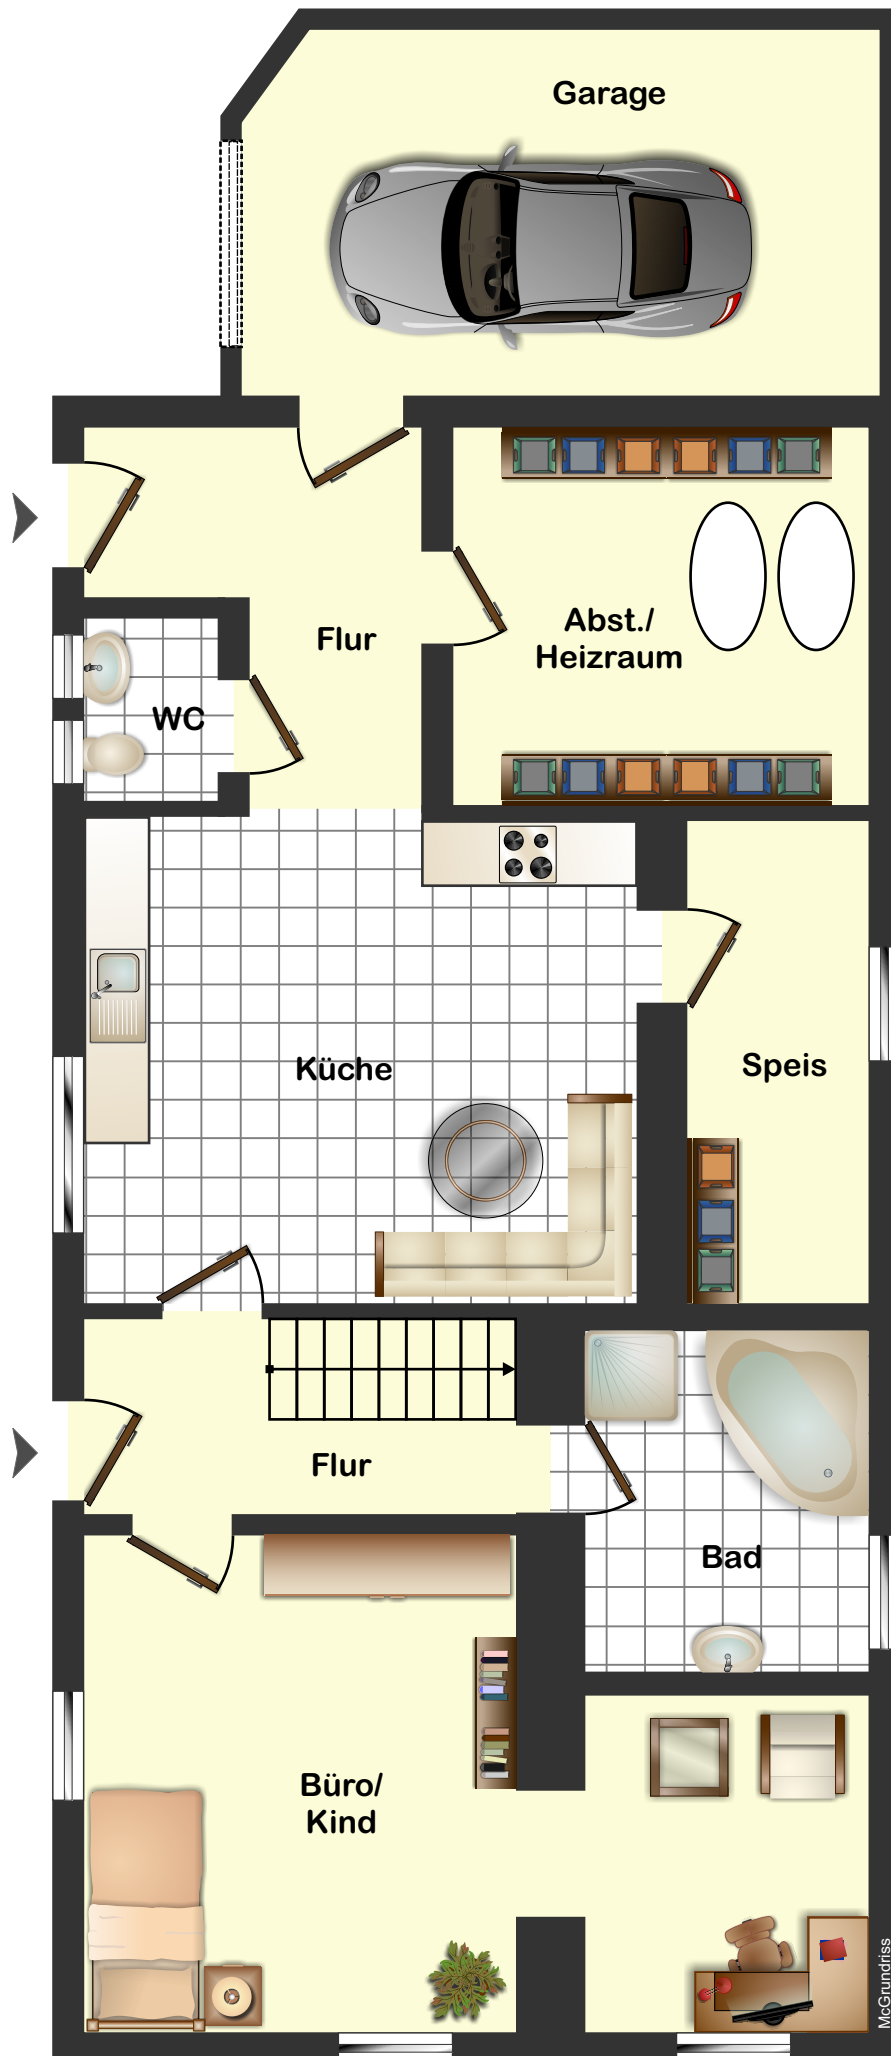 Garage
Flur
Abst./
Heizraum
WC
Küche
Speis
Flur
Bad
Büro/
Kind
McGrundriss